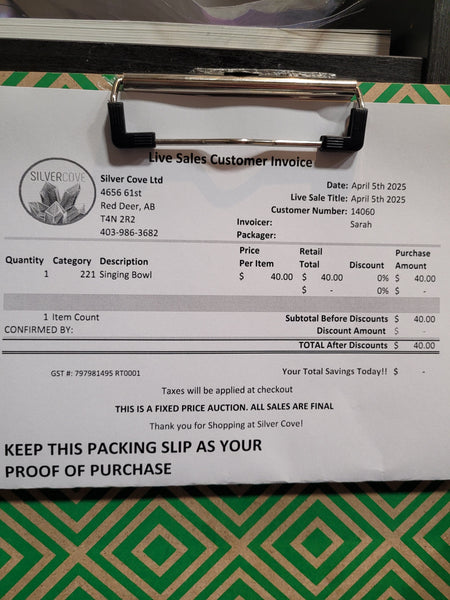 Live Sales Customer Invoice
SILVERCOVE
Silver Cove Ltd
4656 61st
Red Deer, AB
T4N 2R2
403-986-3682
Date: April 5th 2025
Live Sale Title: April 5th 2025
Customer Number: 14060
Invoicer: Sarah
Packager:
Quantity Category Description Price Per Item Retail Total Discount Purchase Amount
1 221 Singing Bowl $ 40.00 $ 40.00 0% $ 40.00
$ - 0% $ -
1 Item Count Subtotal Before Discounts $ 40.00
CONFIRMED BY: Discount Amount $ -
TOTAL After Discounts $ 40.00
GST #: 797981495 RT0001 Your Total Savings Today!! $ -
Taxes will be applied at checkout
THIS IS A FIXED PRICE AUCTION. ALL SALES ARE FINAL
Thank you for Shopping at Silver Cove!
KEEP THIS PACKING SLIP AS YOUR
PROOF OF PURCHASE